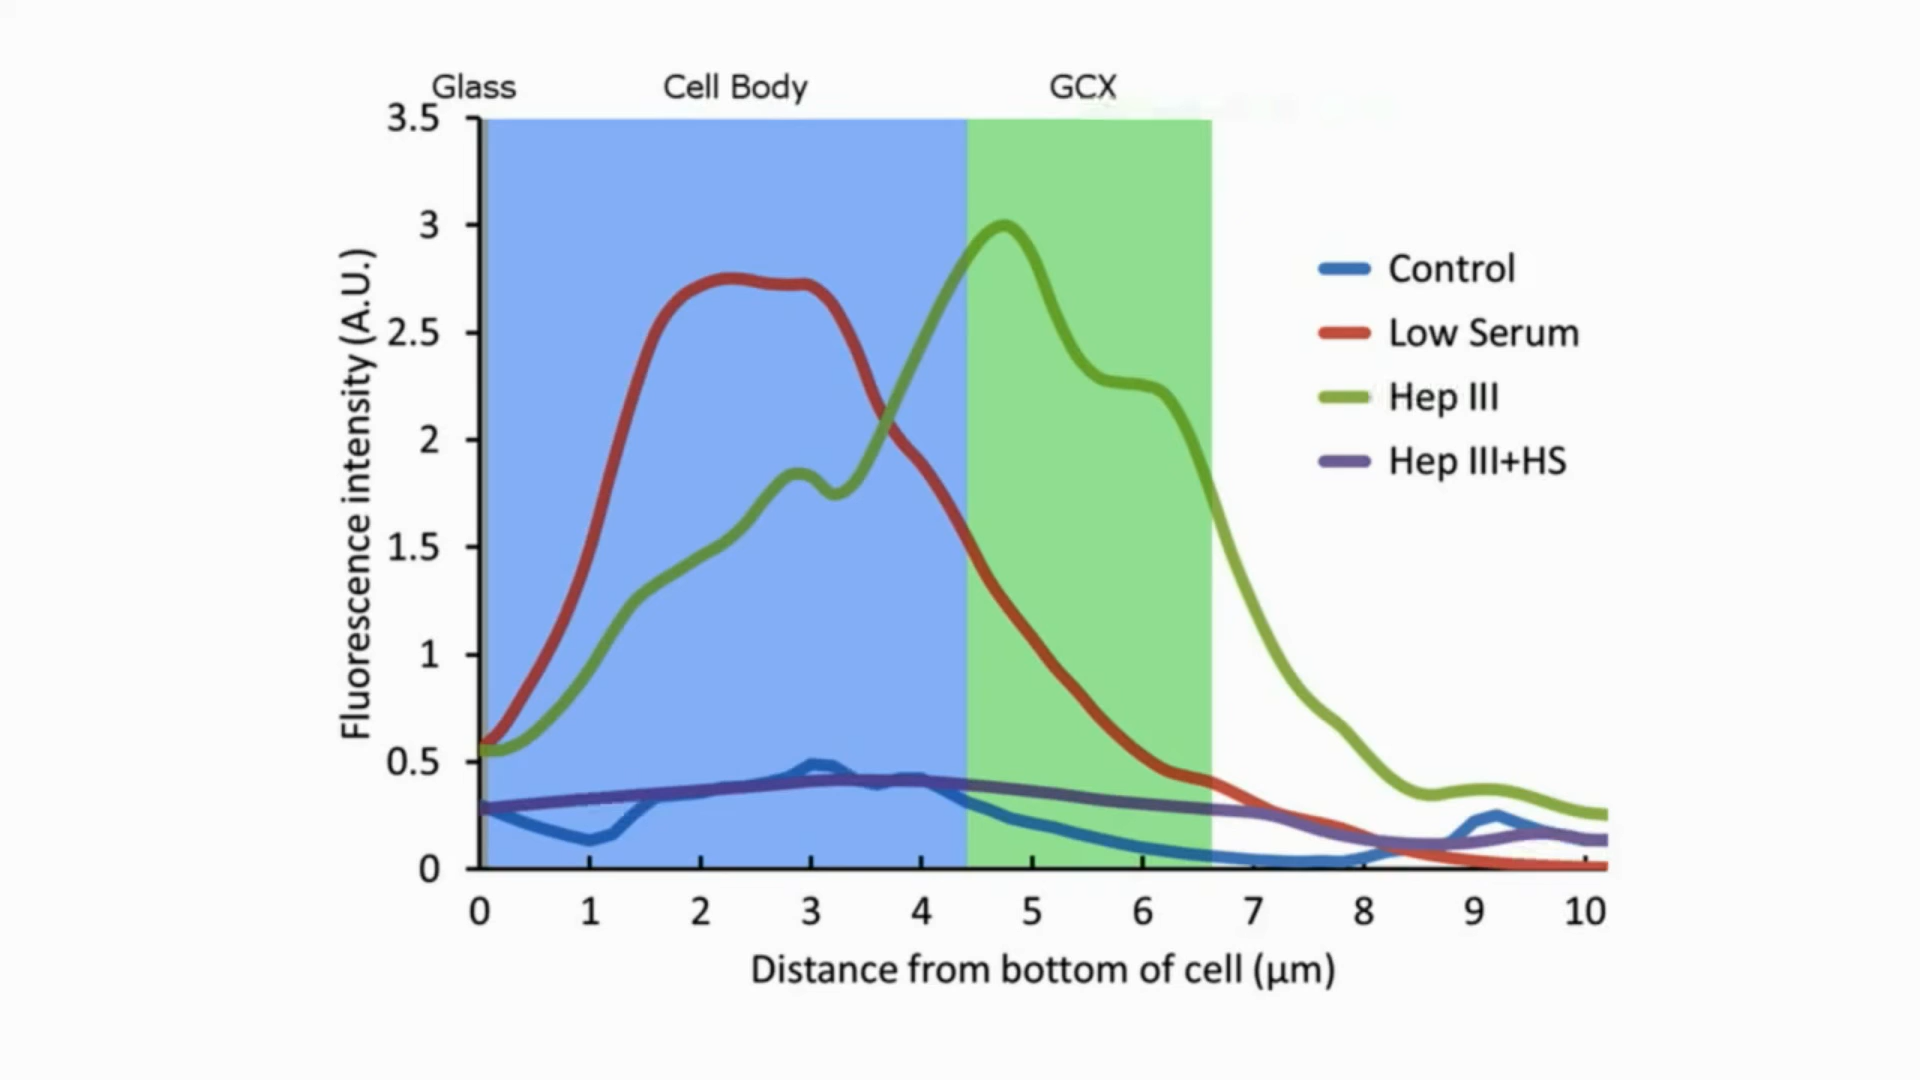 Glass Cell Body GCX
3.5
3
2.5
2
1.5
1
0.5
0
Fluorescence intensity (A.U.)
Control
Low Serum
Hep III
Hep III+HS
0 1 2 3 4 5 6 7 8 9 10
Distance from bottom of cell (μm)